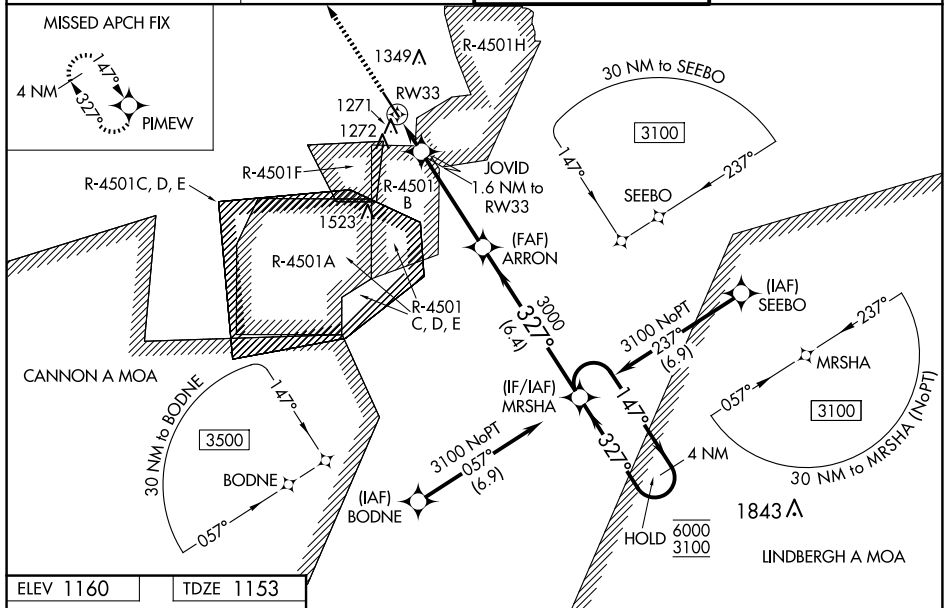 MISSED APCH FIX
147°
4 NM
327°
PIMEW
1349
R-4501H
RW33
1271
1272
30 NM to SEEBO
3100
147°
237°
SEEBO
R-4501C, D, E
R-4501F
R-4501
B
JOVID
1.6 NM to
RW33
1523
R-4501A
(FAF)
ARRON
R-4501
C, D, E
3000
327°
(6.4)
(IAF)
SEEBO
3100 NoPT
237°
(6.9)
237°
MRSHA
057°
3100
30 NM to MRSHA (NoPT)
CANNON A MOA
(IF/IAF)
MRSHA
147°
327°
4 NM
30 NM to BODNE
147°
3500
BODNE
057°
3100 NoPT
057°
(6.9)
(IAF)
BODNE
HOLD
6000
3100
1843
LINDBERGH A MOA
ELEV 1160
TDZE 1153